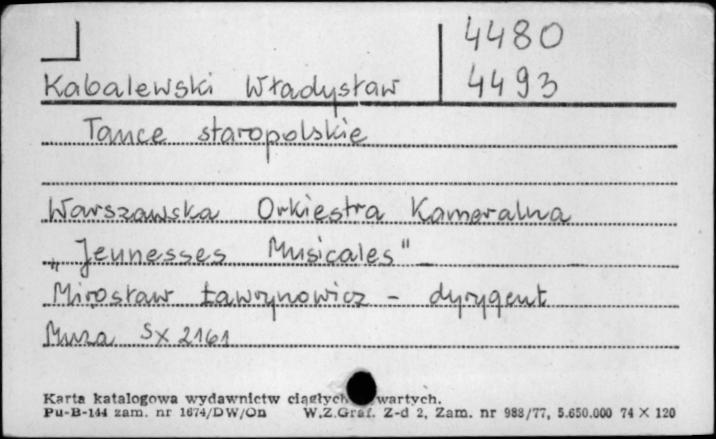 4480
Kabalewski Władysław 4493
Tance staropolskie
Warszawska Orkiestra Kameralna
„Jeunesses Musicales"
Mirosław Ławrynowicz - dyrygent
Muza SX 2161
Karta katalogowa wydawnictw ciągłych wartych.
Pu-B-144 zam. nr 1674/DW/On W.Z.Graf. Z-d 2, Zam. nr 988/77, 5.650.000 74 X 120